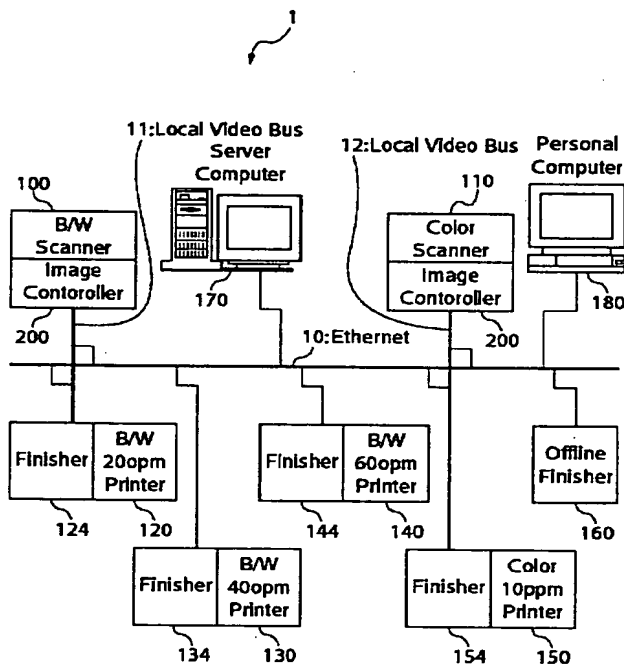 1
11:Local Video Bus
Server
Computer
12:Local Video Bus
Personal
Computer
100
B/W
Scanner
Image
Contoroller
200
170
110
Color
Scanner
Image
Contoroller
200
180
10:Ethernet
Finisher
B/W
20opm
Printer
124
120
Finisher
B/W
60opm
Printer
144
140
Offline
Finisher
160
Finisher
B/W
40opm
Printer
134
130
Finisher
Color
10ppm
Printer
154
150